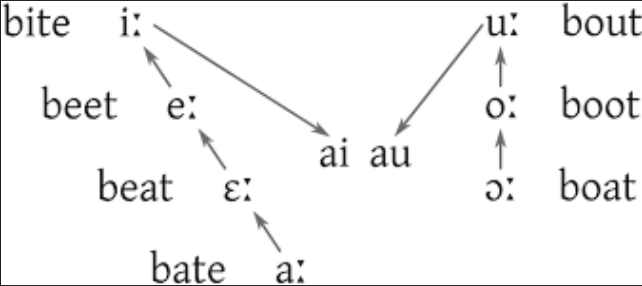 bite iː uː bout
beet eː oː boot
ai au
beat ɛː ɔː boat
bate aː